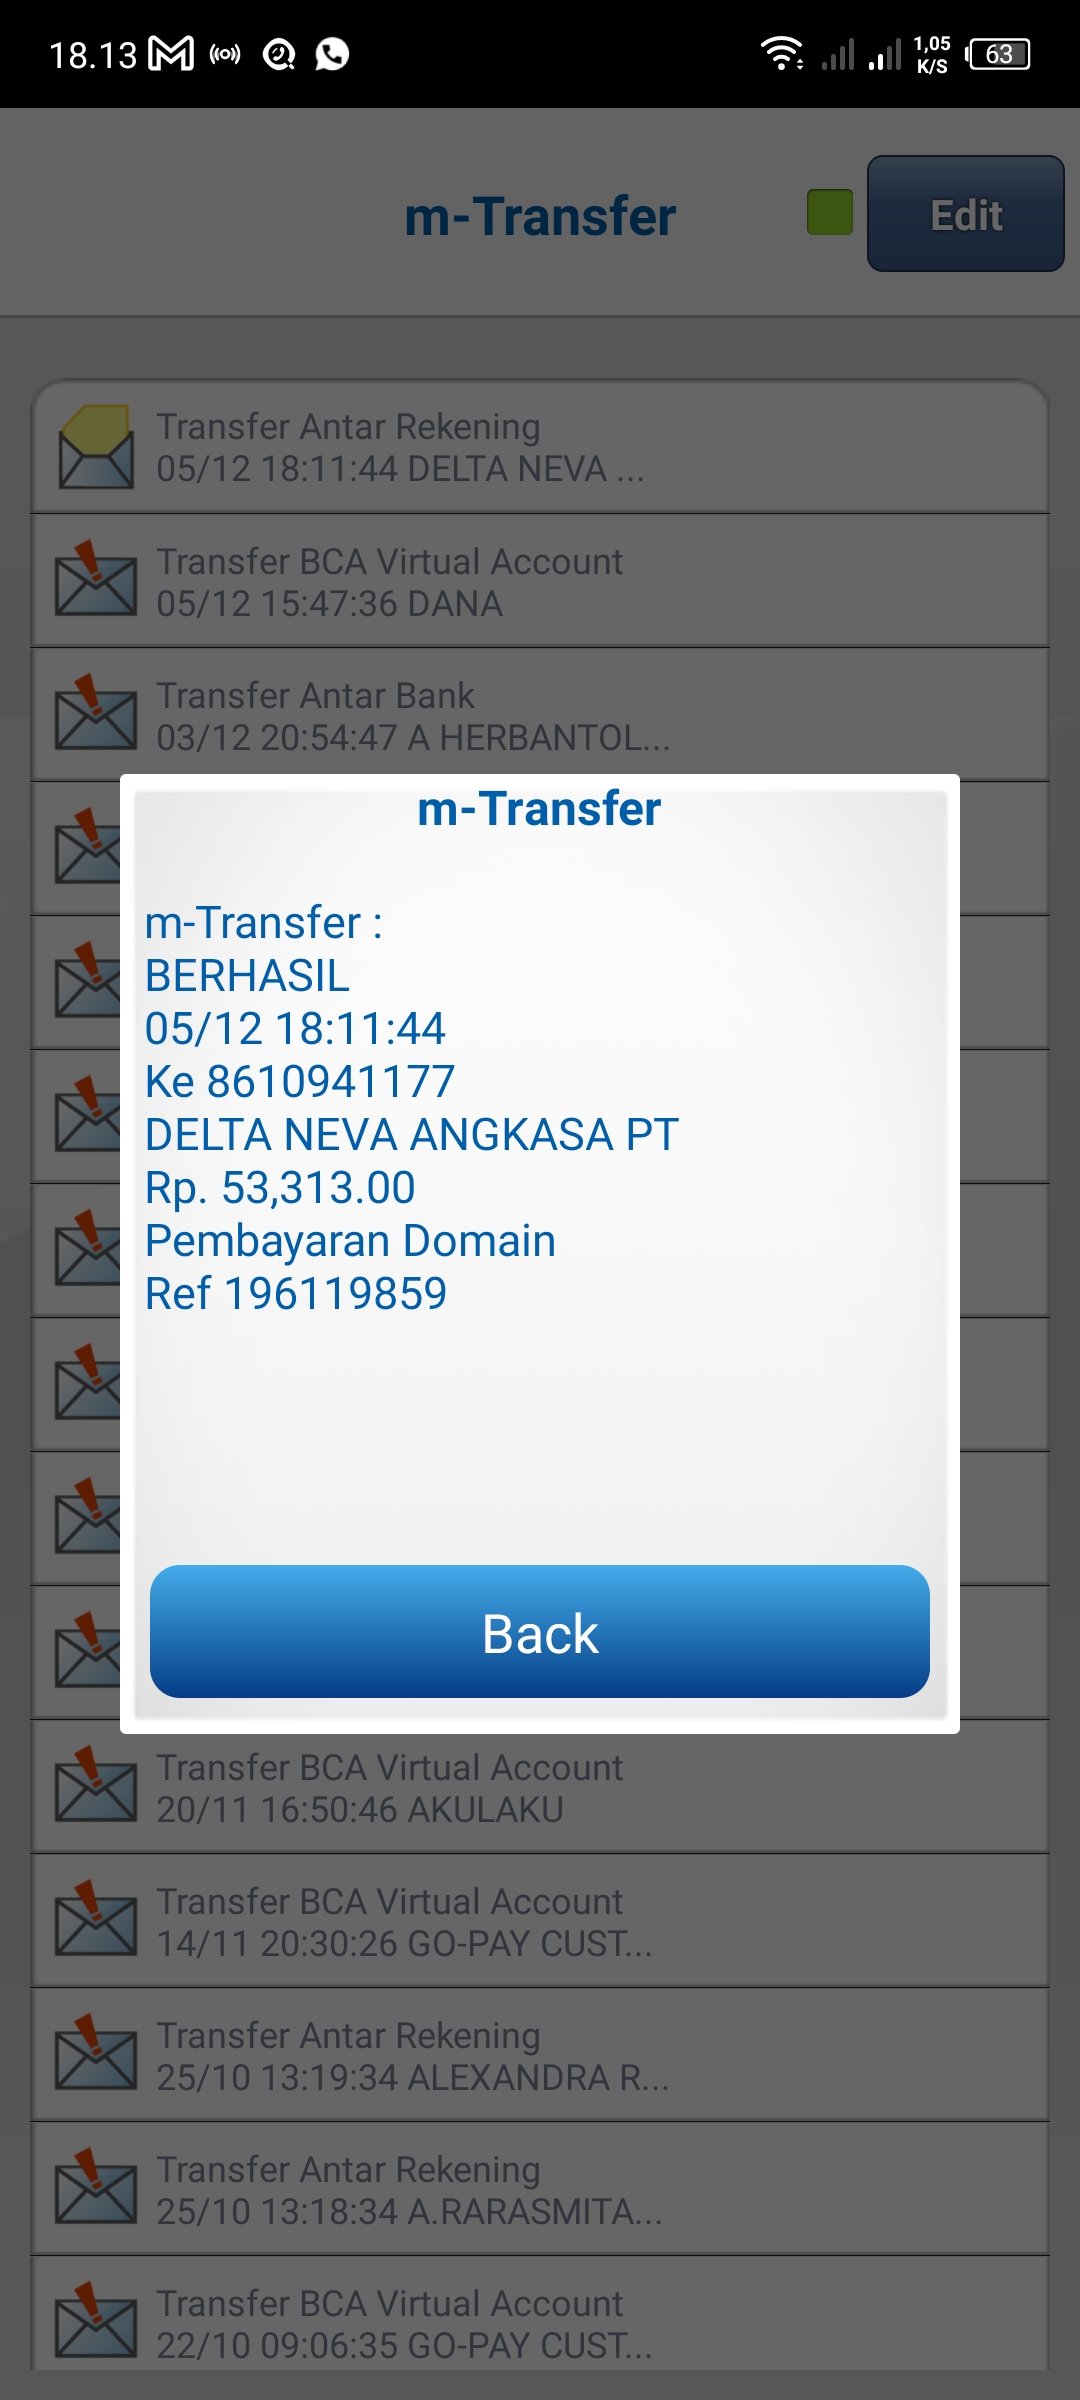 18.13
1,05
K/S
63
m-Transfer
Edit
Transfer Antar Rekening
05/12 18:11:44 DELTA NEVA ...
Transfer BCA Virtual Account
05/12 15:47:36 DANA
Transfer Antar Bank
03/12 20:54:47 A HERBANTOL...
m-Transfer
m-Transfer :
BERHASIL
05/12 18:11:44
Ke 8610941177
DELTA NEVA ANGKASA PT
Rp. 53,313.00
Pembayaran Domain
Ref 196119859
Back
Transfer BCA Virtual Account
20/11 16:50:46 AKULAKU
Transfer BCA Virtual Account
14/11 20:30:26 GO-PAY CUST...
Transfer Antar Rekening
25/10 13:19:34 ALEXANDRA R...
Transfer Antar Rekening
25/10 13:18:34 A.RARASMITA...
Transfer BCA Virtual Account
22/10 09:06:35 GO-PAY CUST...